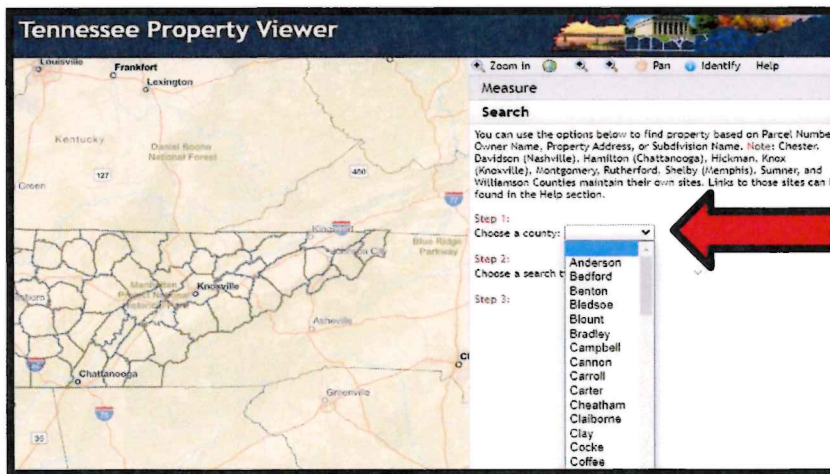 Tennessee Property Viewer
Louisville
Frankfort
Lexington
Kentucky
Daniel Boone
National Forest
Green
127
460
77
Kingsport
Johnson City
Blue Ridge
Parkway
Knoxville
Asheville
Chattanooga
Greenville
75
Zoom In
Pan
Identify
Help
Measure
Search
You can use the options below to find property based on Parcel Numbe
Owner Name, Property Address, or Subdivision Name. Note: Chester,
Davidson (Nashville), Hamilton (Chattanooga), Hickman, Knox
(Knoxville), Montgomery, Rutherford, Shelby (Memphis), Sumner, and
Williamson Counties maintain their own sites. Links to those sites can
found in the Help section.
Step 1:
Choose a county:
Step 2:
Choose a search t
Step 3:
Anderson
Bedford
Benton
Bledsoe
Blount
Bradley
Campbell
Cannon
Carroll
Carter
Cheatham
Claiborne
Clay
Cocke
Coffee